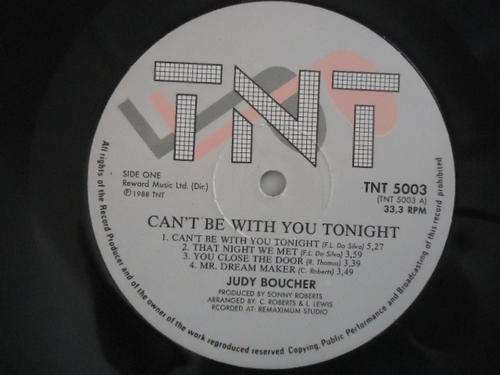 TNT
SIDE ONE
Reward Music Ltd. (Dir.)
℗ 1988 TNT
TNT 5003
(TNT 5003 A)
33,3 RPM
CAN'T BE WITH YOU TONIGHT
1. CAN'T BE WITH YOU TONIGHT (F.L. Da Silva) 5,27
2. THAT NIGHT WE MET (F.L. Da Silva) 3,59
3. YOU CLOSE THE DOOR (R. Thomas) 3,39
4. MR. DREAM MAKER (C. Roberts) 3,49
JUDY BOUCHER
PRODUCED BY SONNY ROBERTS
ARRANGED BY: C. ROBERTS & L. LEWIS
RCORDED AT: REMAXIMUM STUDIO
All rights of the Record Producer and of the owner of the work reproduced reserved Copying, Public Performance and Broadcasting of this record prohibited